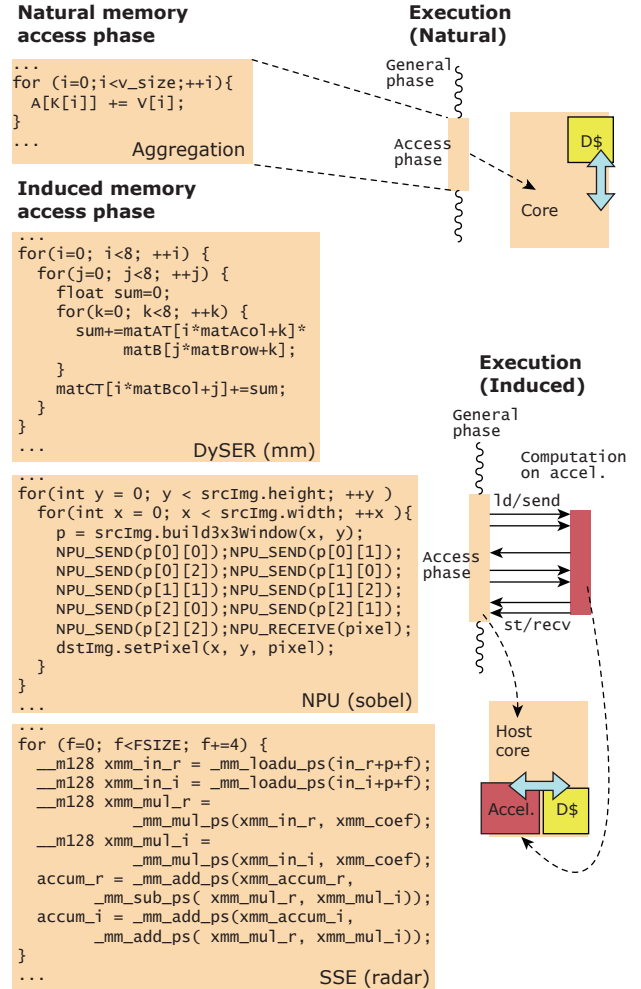 Natural memory
access phase
...
for (i=0;i<v_size;++i){
  A[K[i]] += V[i];
}
...
Aggregation
Execution
(Natural)
General
phase
Access
phase
D$
Core
Induced memory
access phase
...
for(i=0; i<8; ++i) {
  for(j=0; j<8; ++j) {
    float sum=0;
    for(k=0; k<8; ++k) {
      sum+=matAT[i*matAcol+k]*
           matB[j*matBrow+k];
    }
    matCT[i*matBcol+j]+=sum;
  }
}
...
DySER (mm)
...
for(int y = 0; y < srcImg.height; ++y )
  for(int x = 0; x < srcImg.width; ++x ){
    p = srcImg.build3x3Window(x, y);
    NPU_SEND(p[0][0]);NPU_SEND(p[0][1]);
    NPU_SEND(p[0][2]);NPU_SEND(p[1][0]);
    NPU_SEND(p[1][1]);NPU_SEND(p[1][2]);
    NPU_SEND(p[2][0]);NPU_SEND(p[2][1]);
    NPU_SEND(p[2][2]);NPU_RECEIVE(pixel);
    dstImg.setPixel(x, y, pixel);
  }
}
...
NPU (sobel)
...
for (f=0; f<FSIZE; f+=4) {
  __m128 xmm_in_r = _mm_loadu_ps(in_r+p+f);
  __m128 xmm_in_i = _mm_loadu_ps(in_i+p+f);
  __m128 xmm_mul_r =
            _mm_mul_ps(xmm_in_r, xmm_coef);
  __m128 xmm_mul_i =
            _mm_mul_ps(xmm_in_i, xmm_coef);
  accum_r = _mm_add_ps(xmm_accum_r,
        _mm_sub_ps( xmm_mul_r, xmm_mul_i));
  accum_i = _mm_add_ps(xmm_accum_i,
        _mm_add_ps( xmm_mul_r, xmm_mul_i));
}
...
SSE (radar)
Execution
(Induced)
General
phase
Computation
on accel.
ld/send
Access
phase
st/recv
Host
core
Accel.
D$